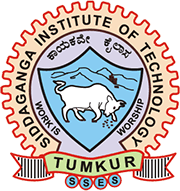 SIDDAGANGA INSTITUTE OF TECHNOLOGY
ಕಾಯಕವೇ ಕೈಲಾಸ
WORK IS
WORSHIP
TUMKUR
SSES